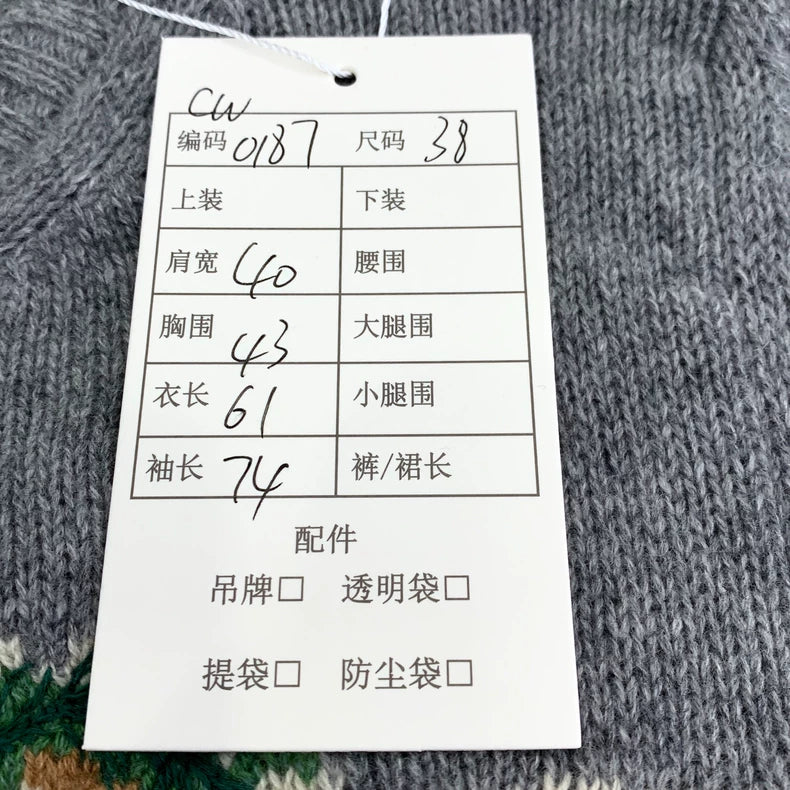 CW
编码 0187 尺码 38
上装 下装
肩宽 40 腰围
胸围 43 大腿围
衣长 61 小腿围
袖长 74 裤/裙长
配件
吊牌□ 透明袋□
提袋□ 防尘袋□